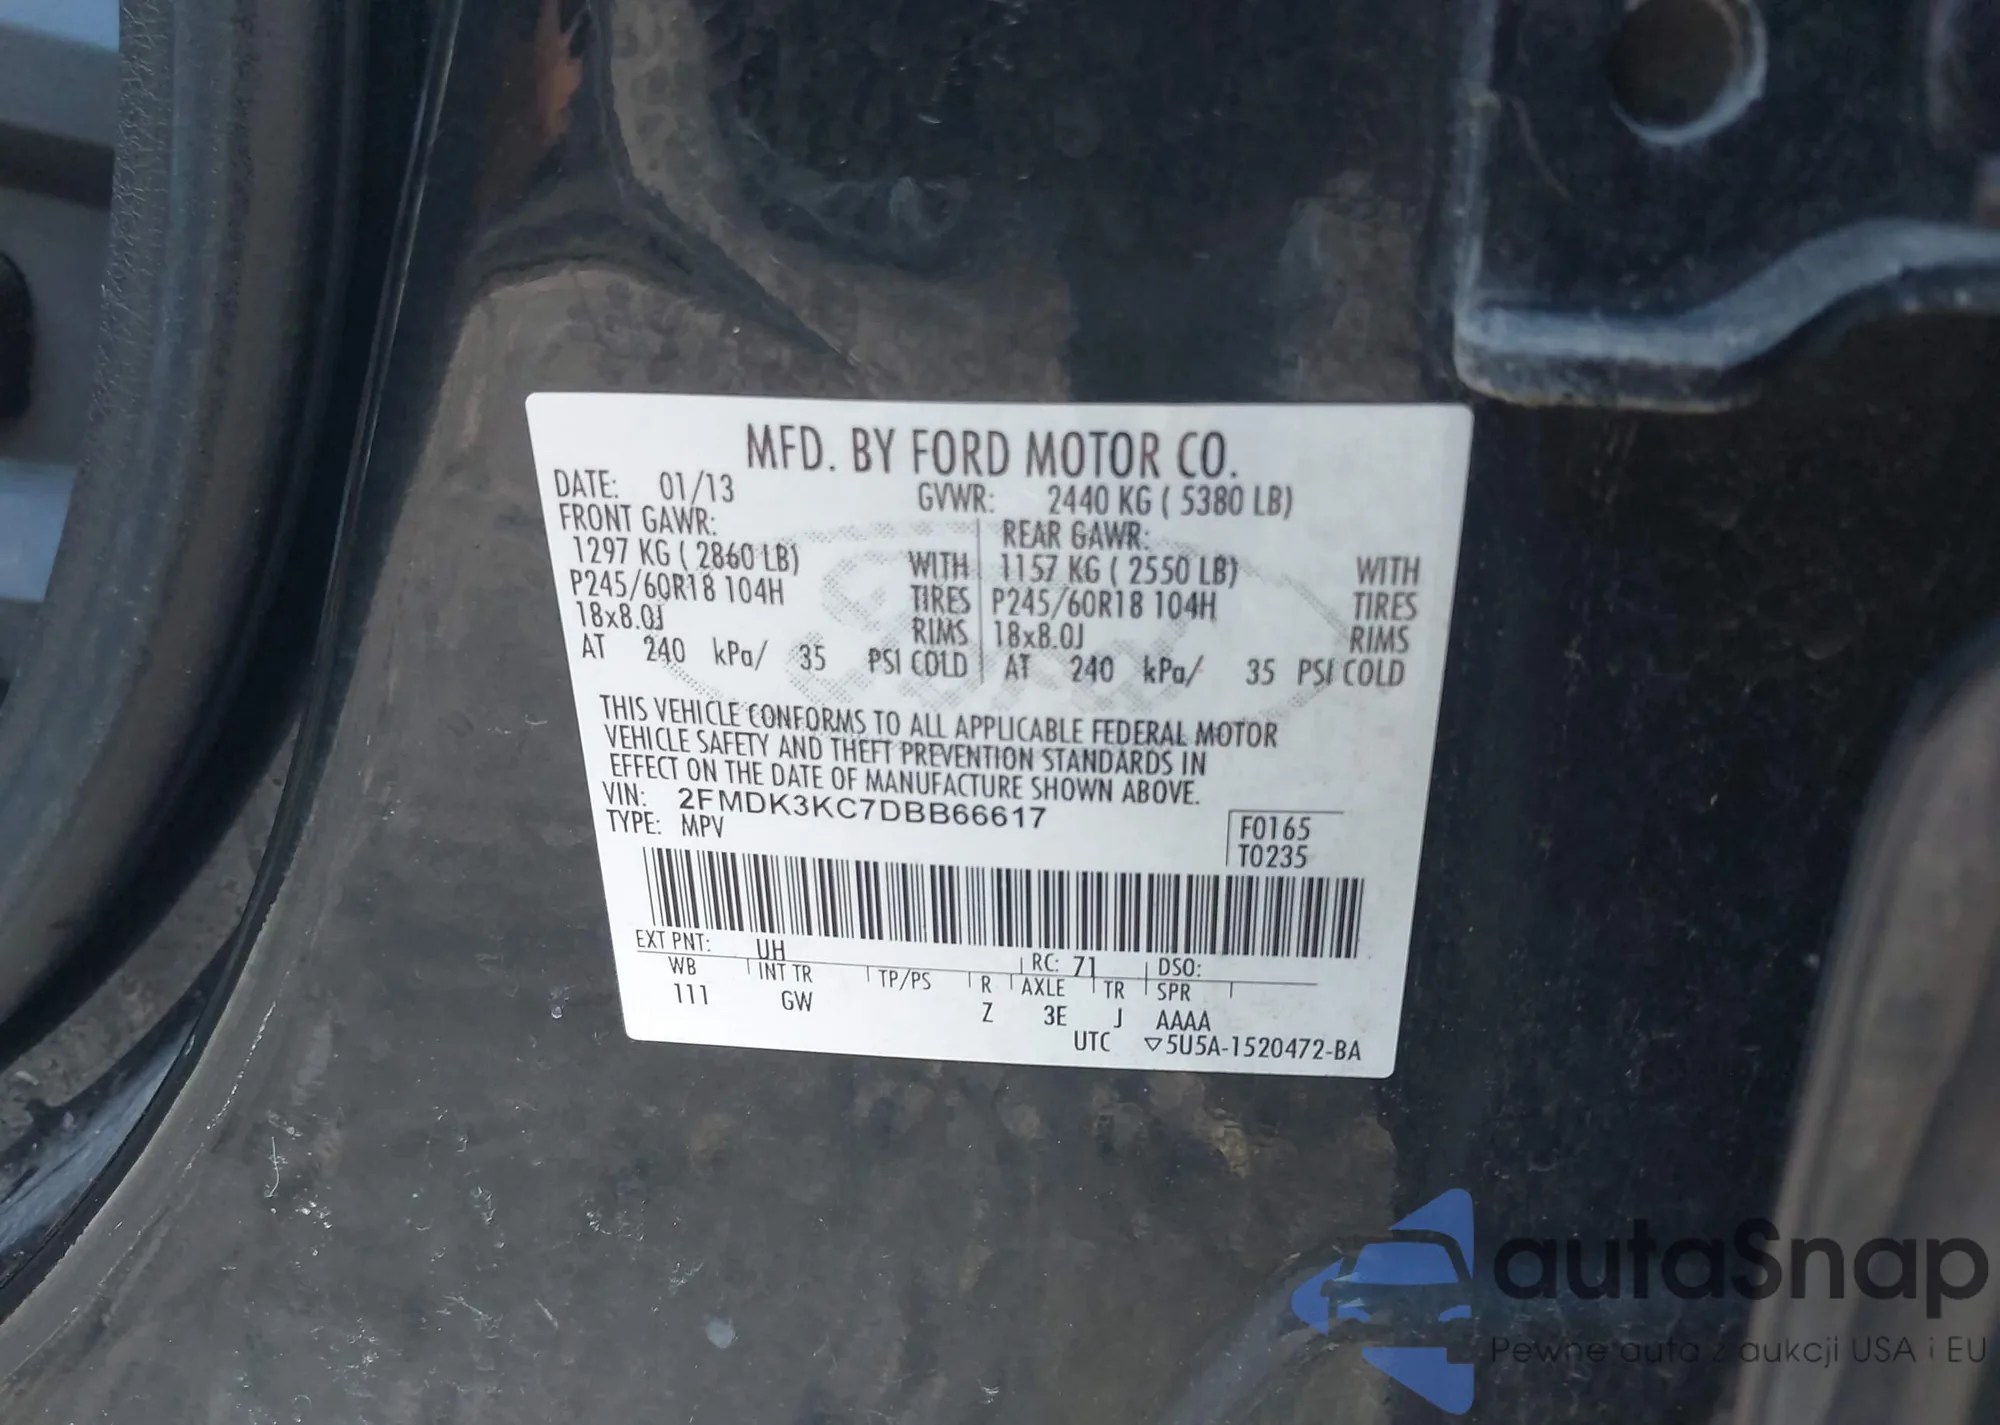 MFD. BY FORD MOTOR CO.
DATE: 01/13 GVWR: 2440 KG ( 5380 LB)
FRONT GAWR: REAR GAWR:
1297 KG ( 2860 LB) WITH 1157 KG ( 2550 LB) WITH
P245/60R18 104H TIRES P245/60R18 104H TIRES
18x8.0J RIMS 18x8.0J RIMS
AT 240 kPa/ 35 PSI COLD AT 240 kPa/ 35 PSI COLD
THIS VEHICLE CONFORMS TO ALL APPLICABLE FEDERAL MOTOR
VEHICLE SAFETY AND THEFT PREVENTION STANDARDS IN
EFFECT ON THE DATE OF MANUFACTURE SHOWN ABOVE.
VIN: 2FMDK3KC7DBB66617
TYPE: MPV F0165
T0235
EXT PNT: UH RC: 71 DSO:
WB INT TR TP/PS R AXLE TR SPR
111 GW Z 3E J AAAA
UTC ▽5U5A-1520472-BA
autaSnap
Pewne auta z aukcji USA i EU